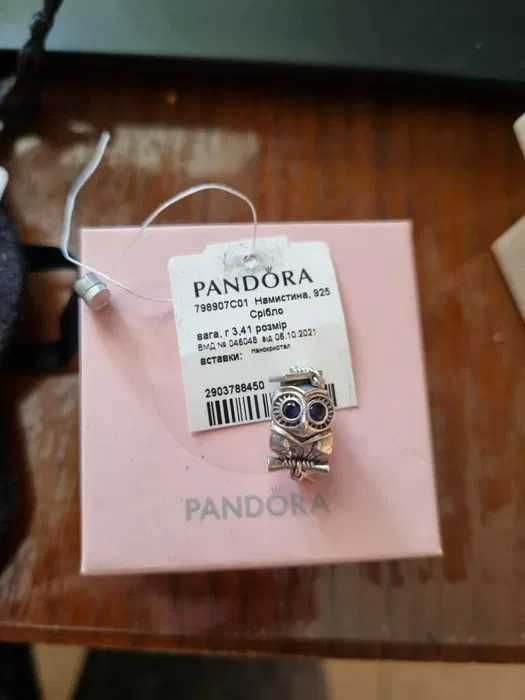 PANDORA
798907C01 Намистина, 925
Срібло
вага, г 3,41 розмір
ВМД № 046048 від 06.10.2021
вставки: Нанокристал
2903788450
PANDORA